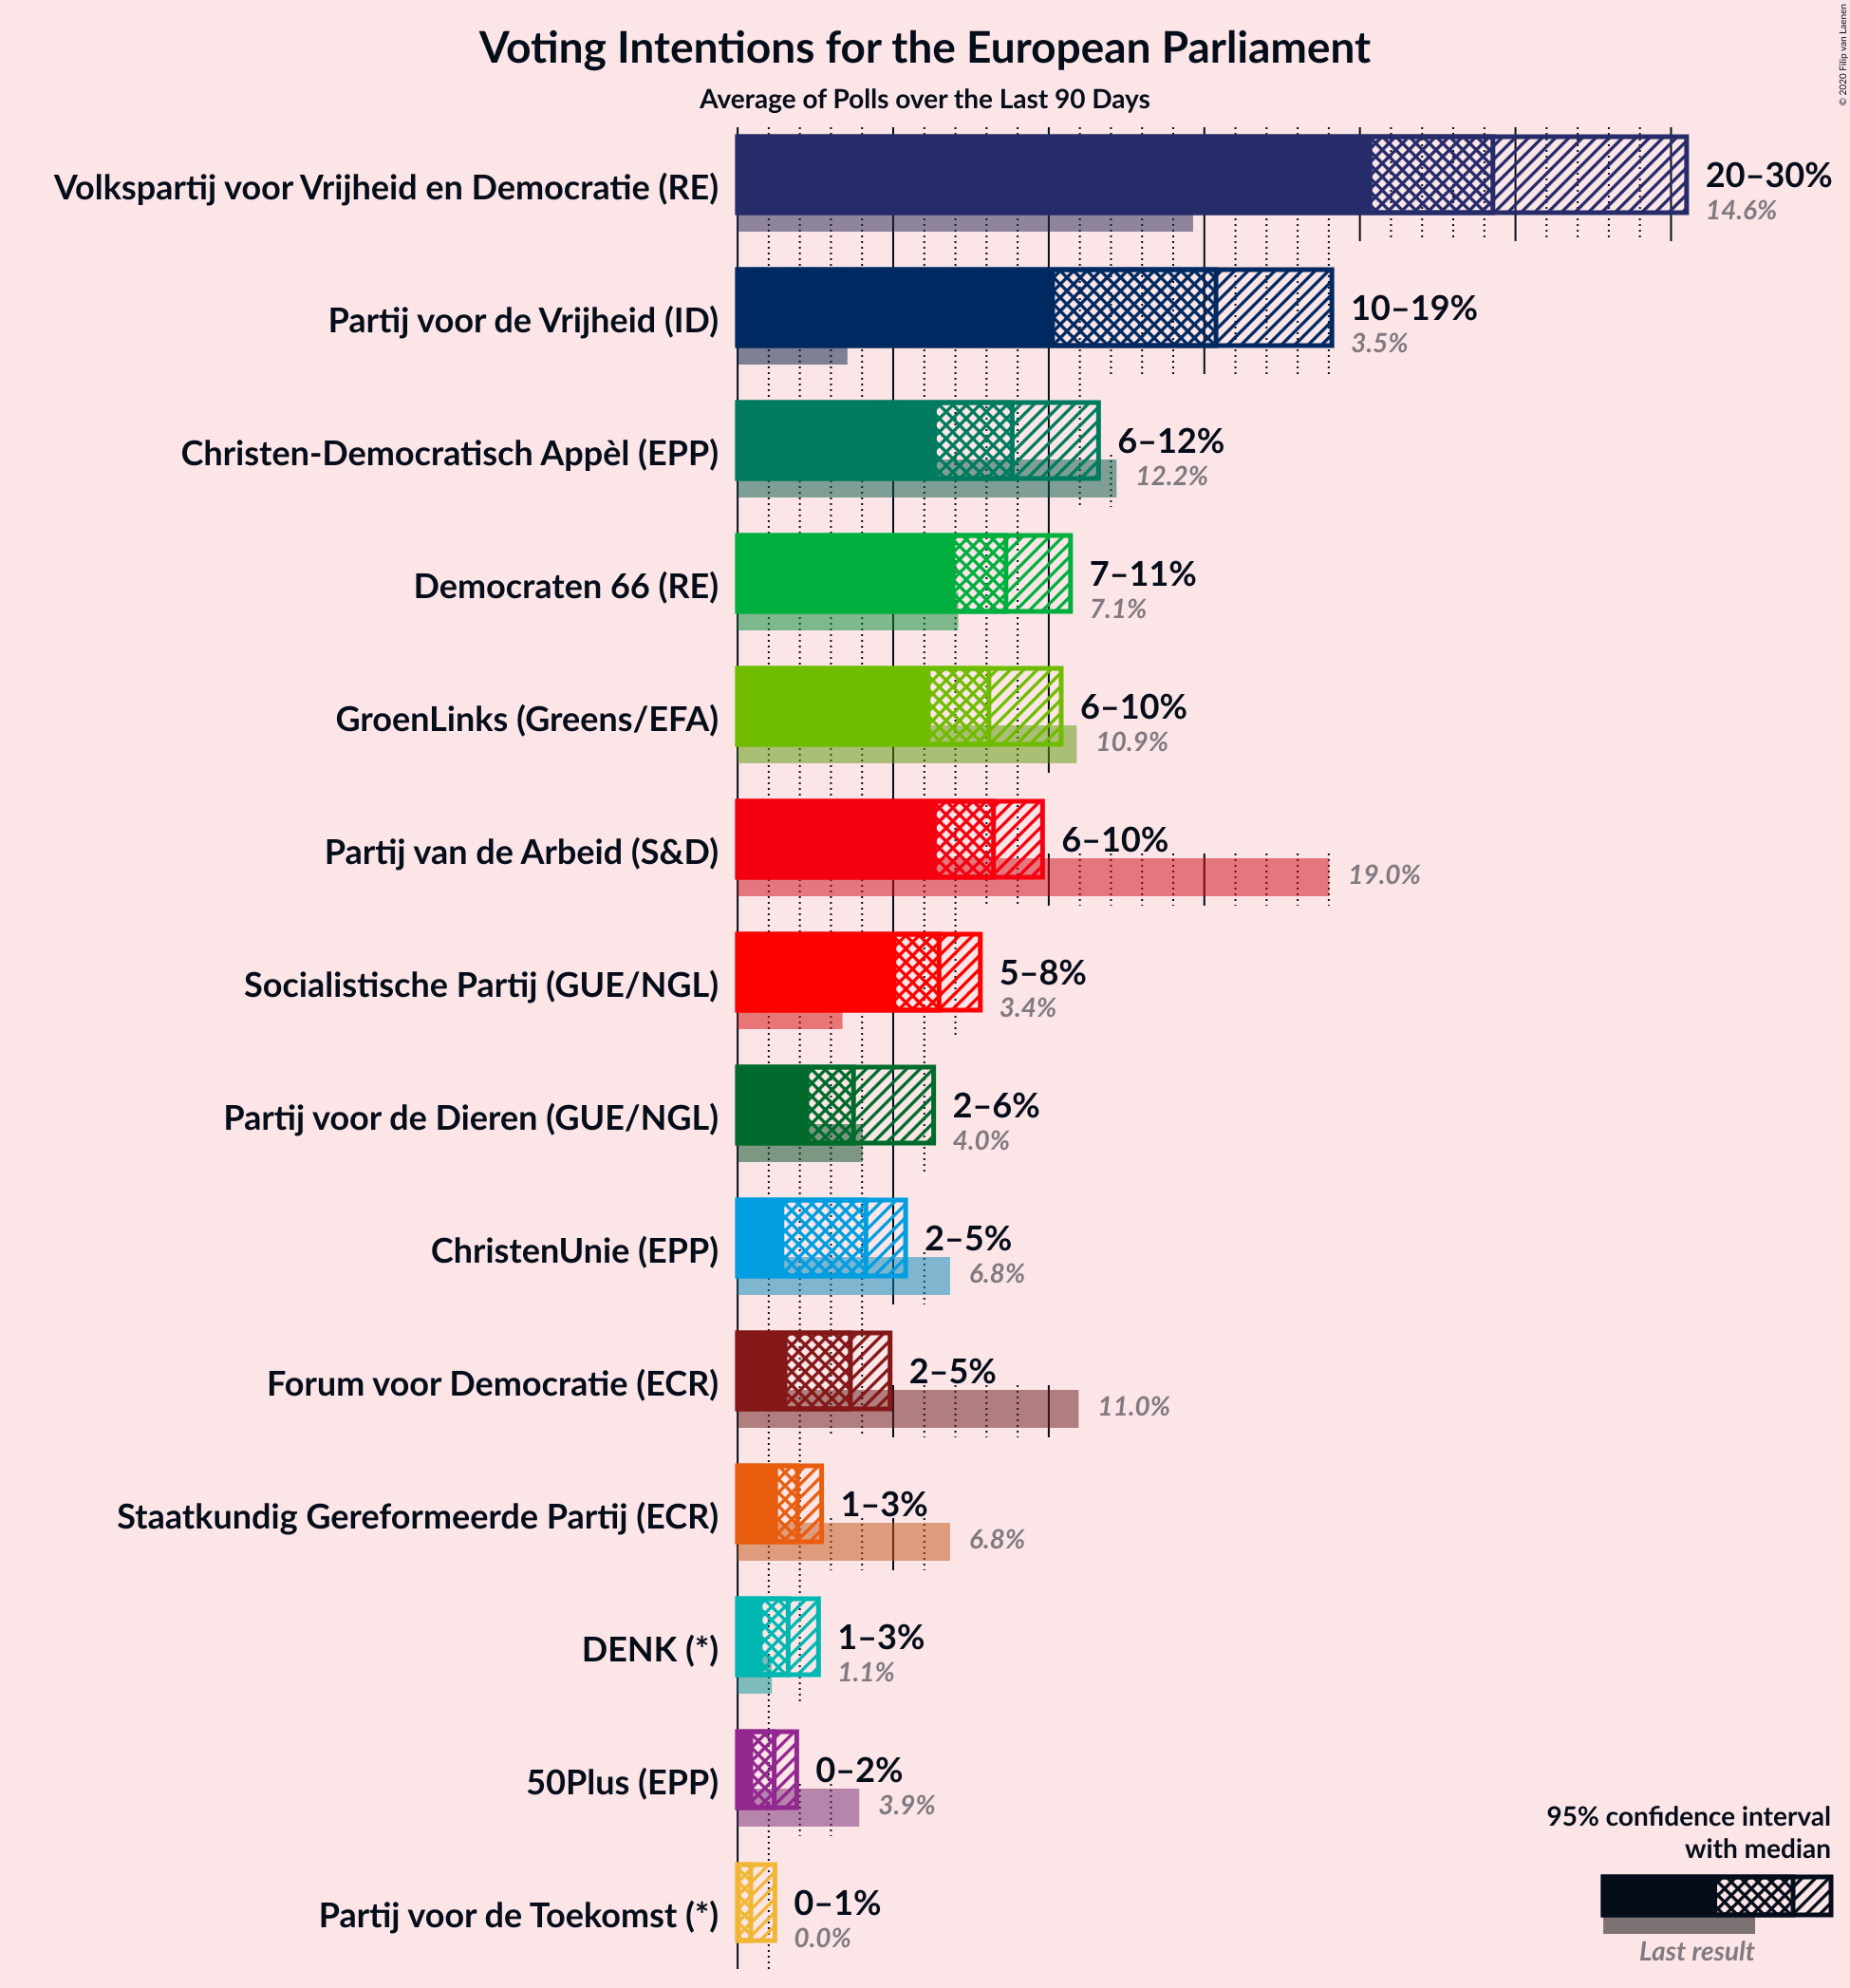 Voting Intentions for the European Parliament
Average of Polls over the Last 90 Days
© 2020 Filip van Laenen
Volkspartij voor Vrijheid en Democratie (RE)
20–30%
14.6%
Partij voor de Vrijheid (ID)
10–19%
3.5%
Christen-Democratisch Appèl (EPP)
6–12%
12.2%
Democraten 66 (RE)
7–11%
7.1%
GroenLinks (Greens/EFA)
6–10%
10.9%
Partij van de Arbeid (S&D)
6–10%
19.0%
Socialistische Partij (GUE/NGL)
5–8%
3.4%
Partij voor de Dieren (GUE/NGL)
2–6%
4.0%
ChristenUnie (EPP)
2–5%
6.8%
Forum voor Democratie (ECR)
2–5%
11.0%
Staatkundig Gereformeerde Partij (ECR)
1–3%
6.8%
DENK (*)
1–3%
1.1%
50Plus (EPP)
0–2%
3.9%
Partij voor de Toekomst (*)
0–1%
0.0%
95% confidence interval
with median
Last result